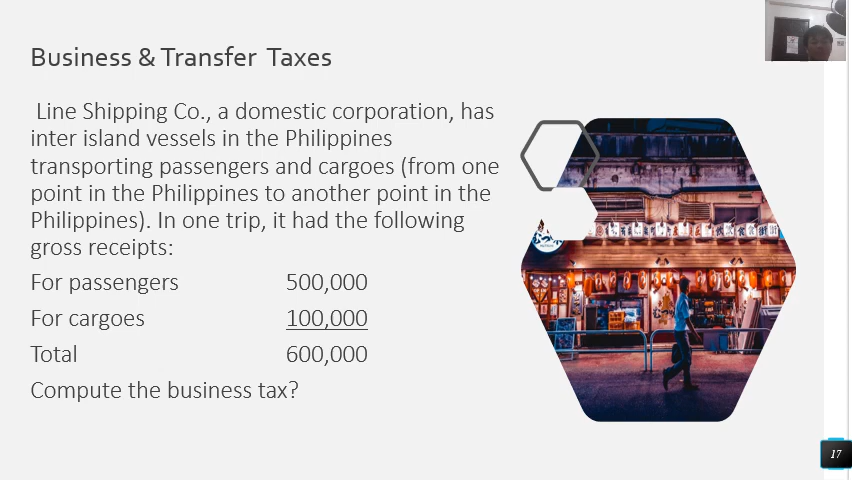 Business & Transfer Taxes
Line Shipping Co., a domestic corporation, has
inter island vessels in the Philippines
transporting passengers and cargoes (from one
point in the Philippines to another point in the
Philippines). In one trip, it had the following
gross receipts:
For passengers 500,000
For cargoes 100,000
Total 600,000
Compute the business tax?
17